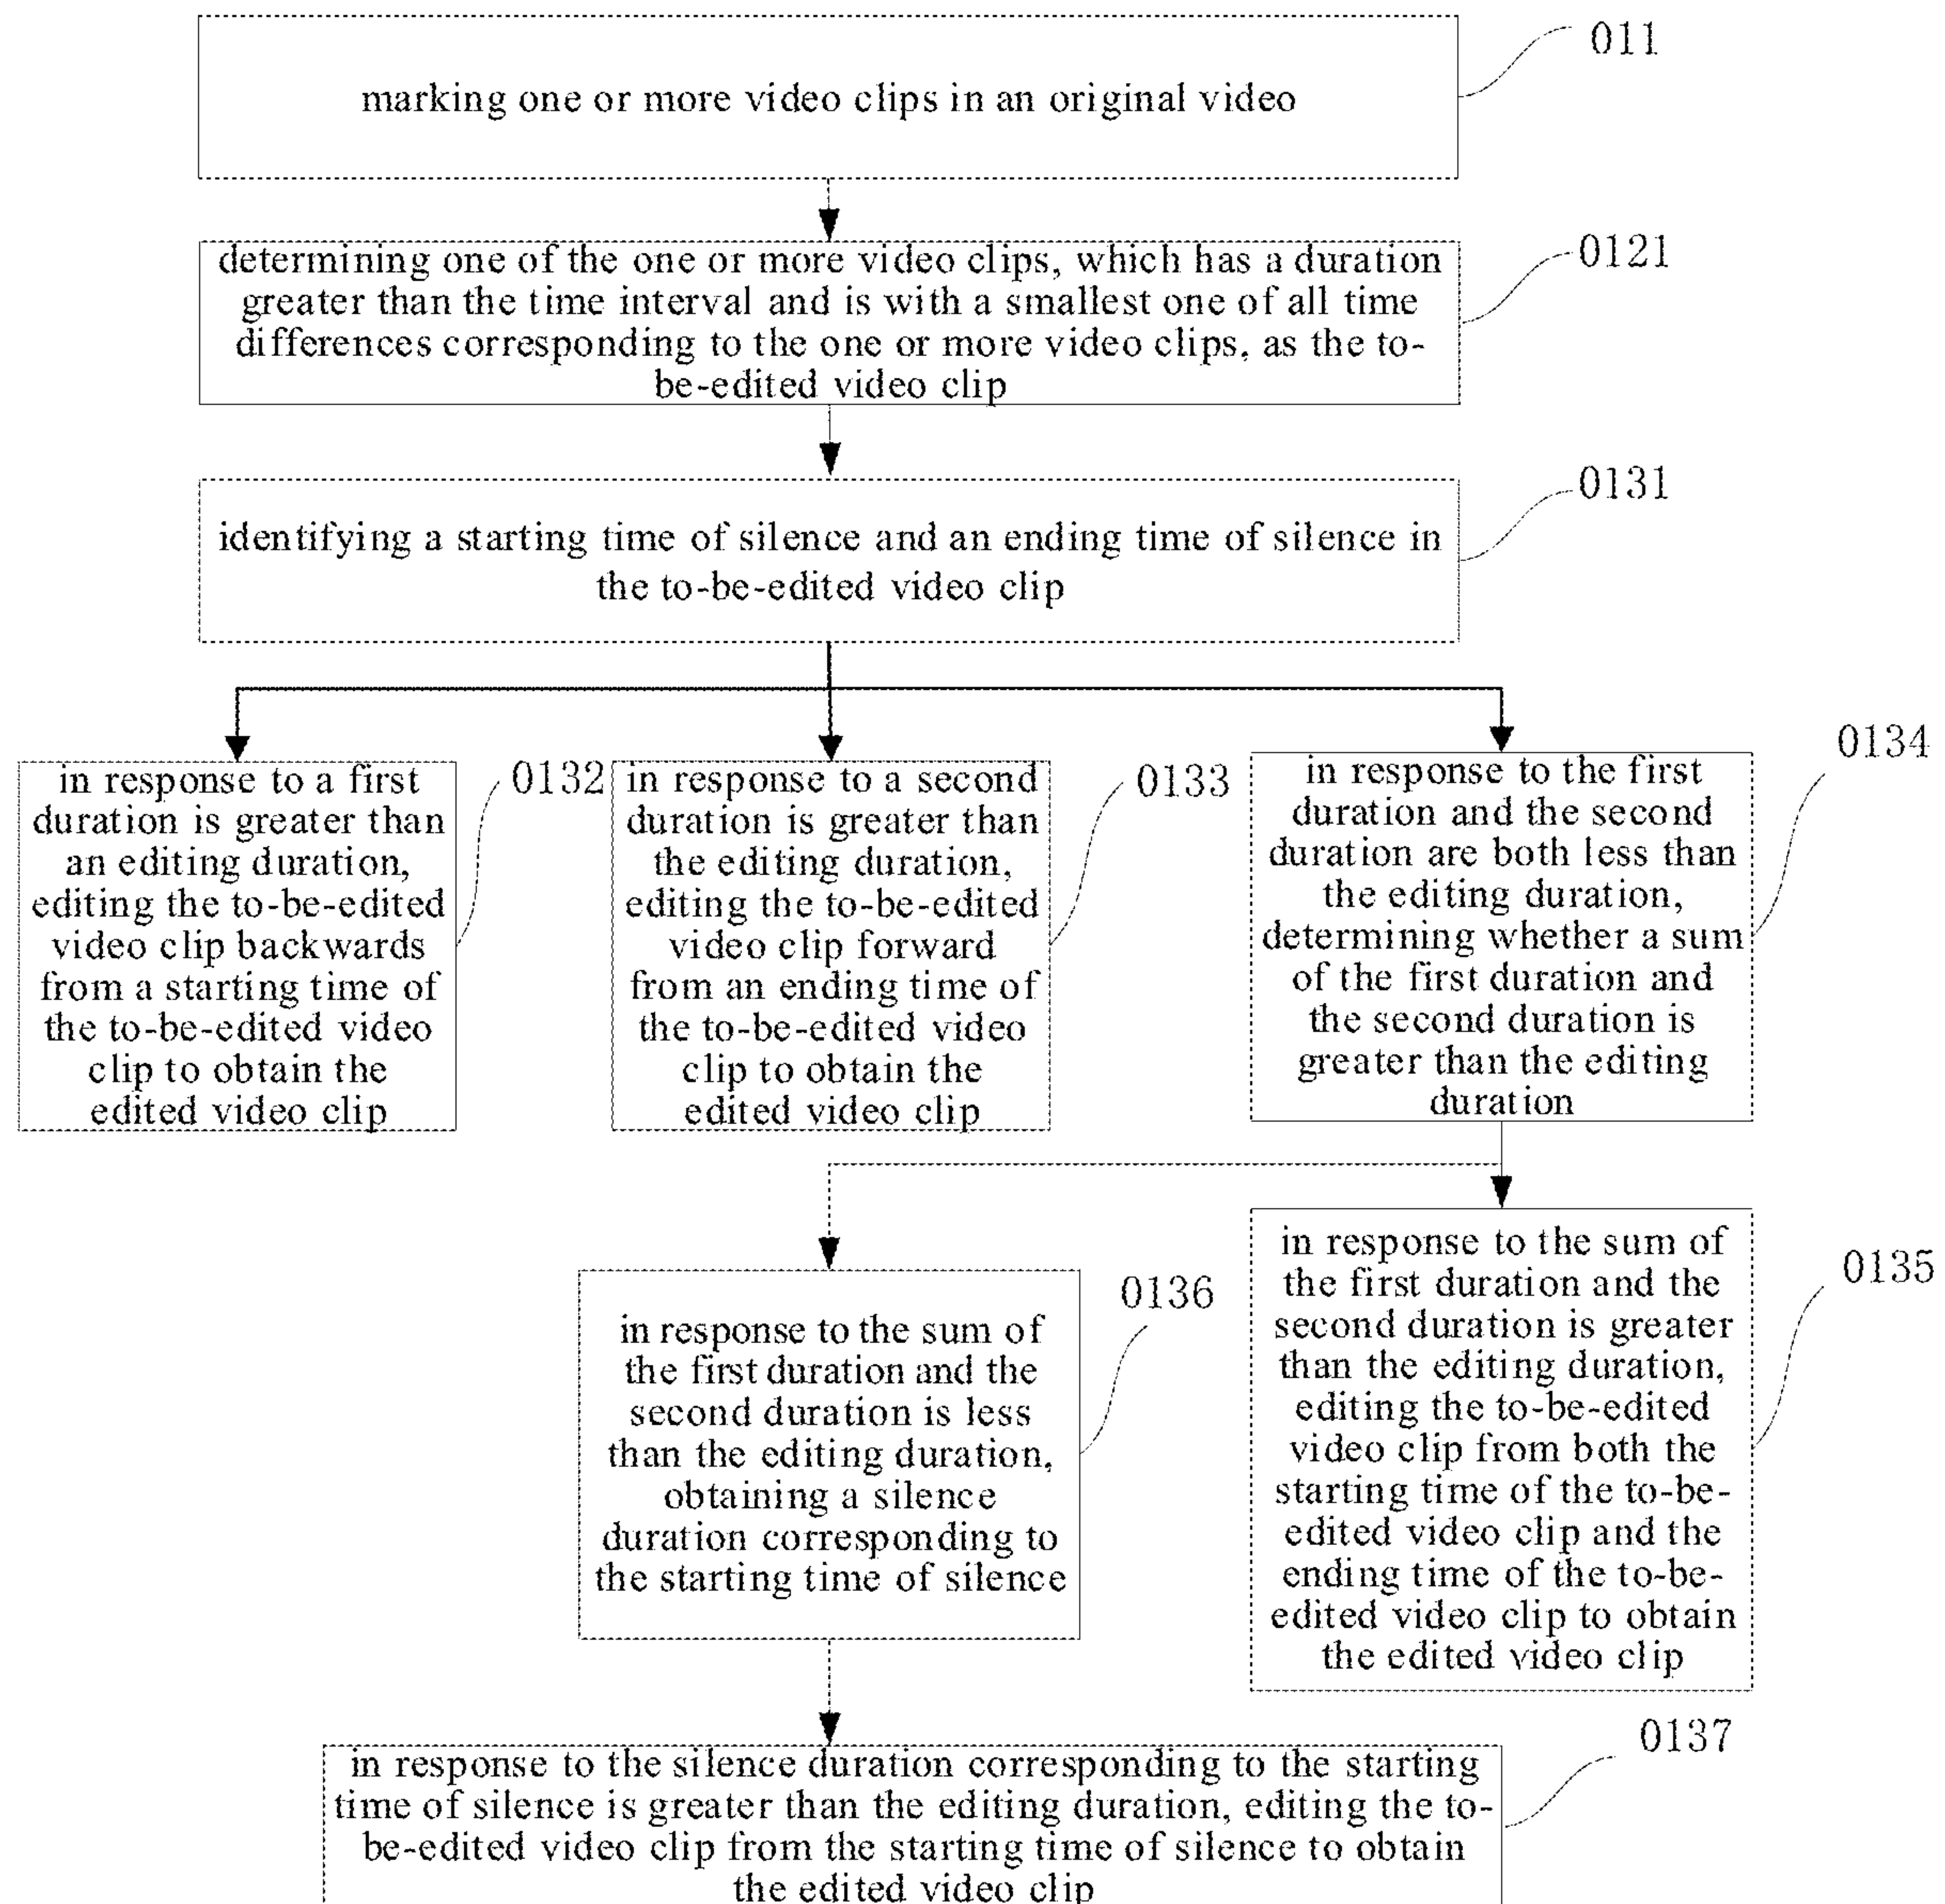 011
marking one or more video clips in an original video
0121
determining one of the one or more video clips, which has a duration
greater than the time interval and is with a smallest one of all time
differences corresponding to the one or more video clips, as the to-
be-edited video clip
0131
identifying a starting time of silence and an ending time of silence in
the to-be-edited video clip
0132
in response to a first
duration is greater than
an editing duration,
editing the to-be-edited
video clip backwards
from a starting time of
the to-be-edited video
clip to obtain the
edited video clip
0133
in response to a second
duration is greater than
the editing duration,
editing the to-be-edited
video clip forward
from an ending time of
the to-be-edited video
clip to obtain the
edited video clip
0134
in response to the first
duration and the second
duration are both less than
the editing duration,
determining whether a sum
of the first duration and
the second duration is
greater than the editing
duration
0136
in response to the sum of
the first duration and the
second duration is less
than the editing duration,
obtaining a silence
duration corresponding to
the starting time of silence
0135
in response to the sum of
the first duration and the
second duration is greater
than the editing duration,
editing the to-be-edited
video clip from both the
starting time of the to-be-
edited video clip and the
ending time of the to-be-
edited video clip to obtain
the edited video clip
0137
in response to the silence duration corresponding to the starting
time of silence is greater than the editing duration, editing the to-
be-edited video clip from the starting time of silence to obtain
the edited video clip